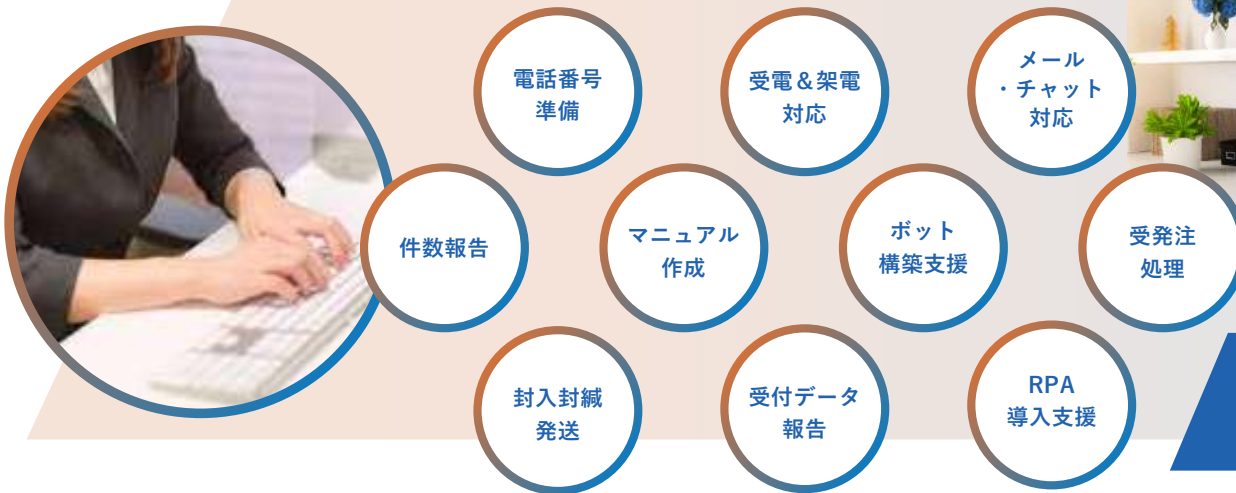 電話番号
準備
受電＆架電
対応
メール
・チャット
対応
件数報告
マニュアル
作成
ボット
構築支援
受発注
処理
封入封緘
発送
受付データ
報告
RPA
導入支援